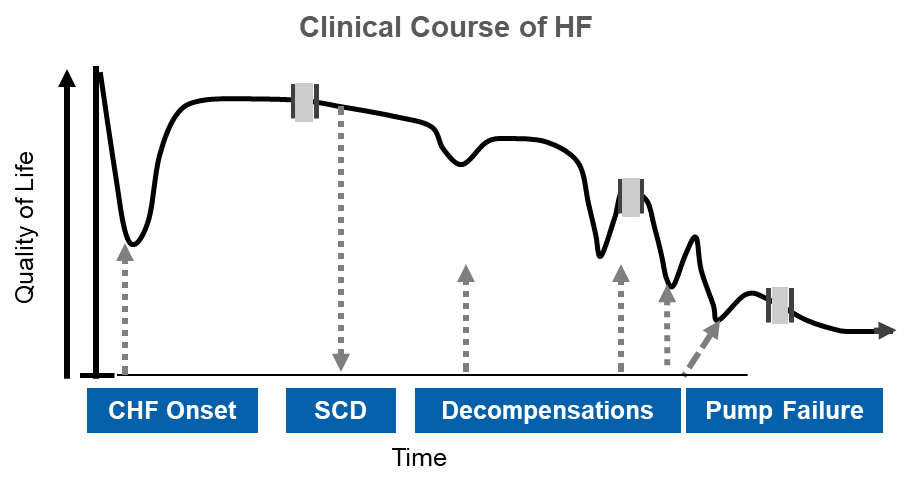 Clinical Course of HF
Quality of Life
CHF Onset
SCD
Decompensations
Pump Failure
Time